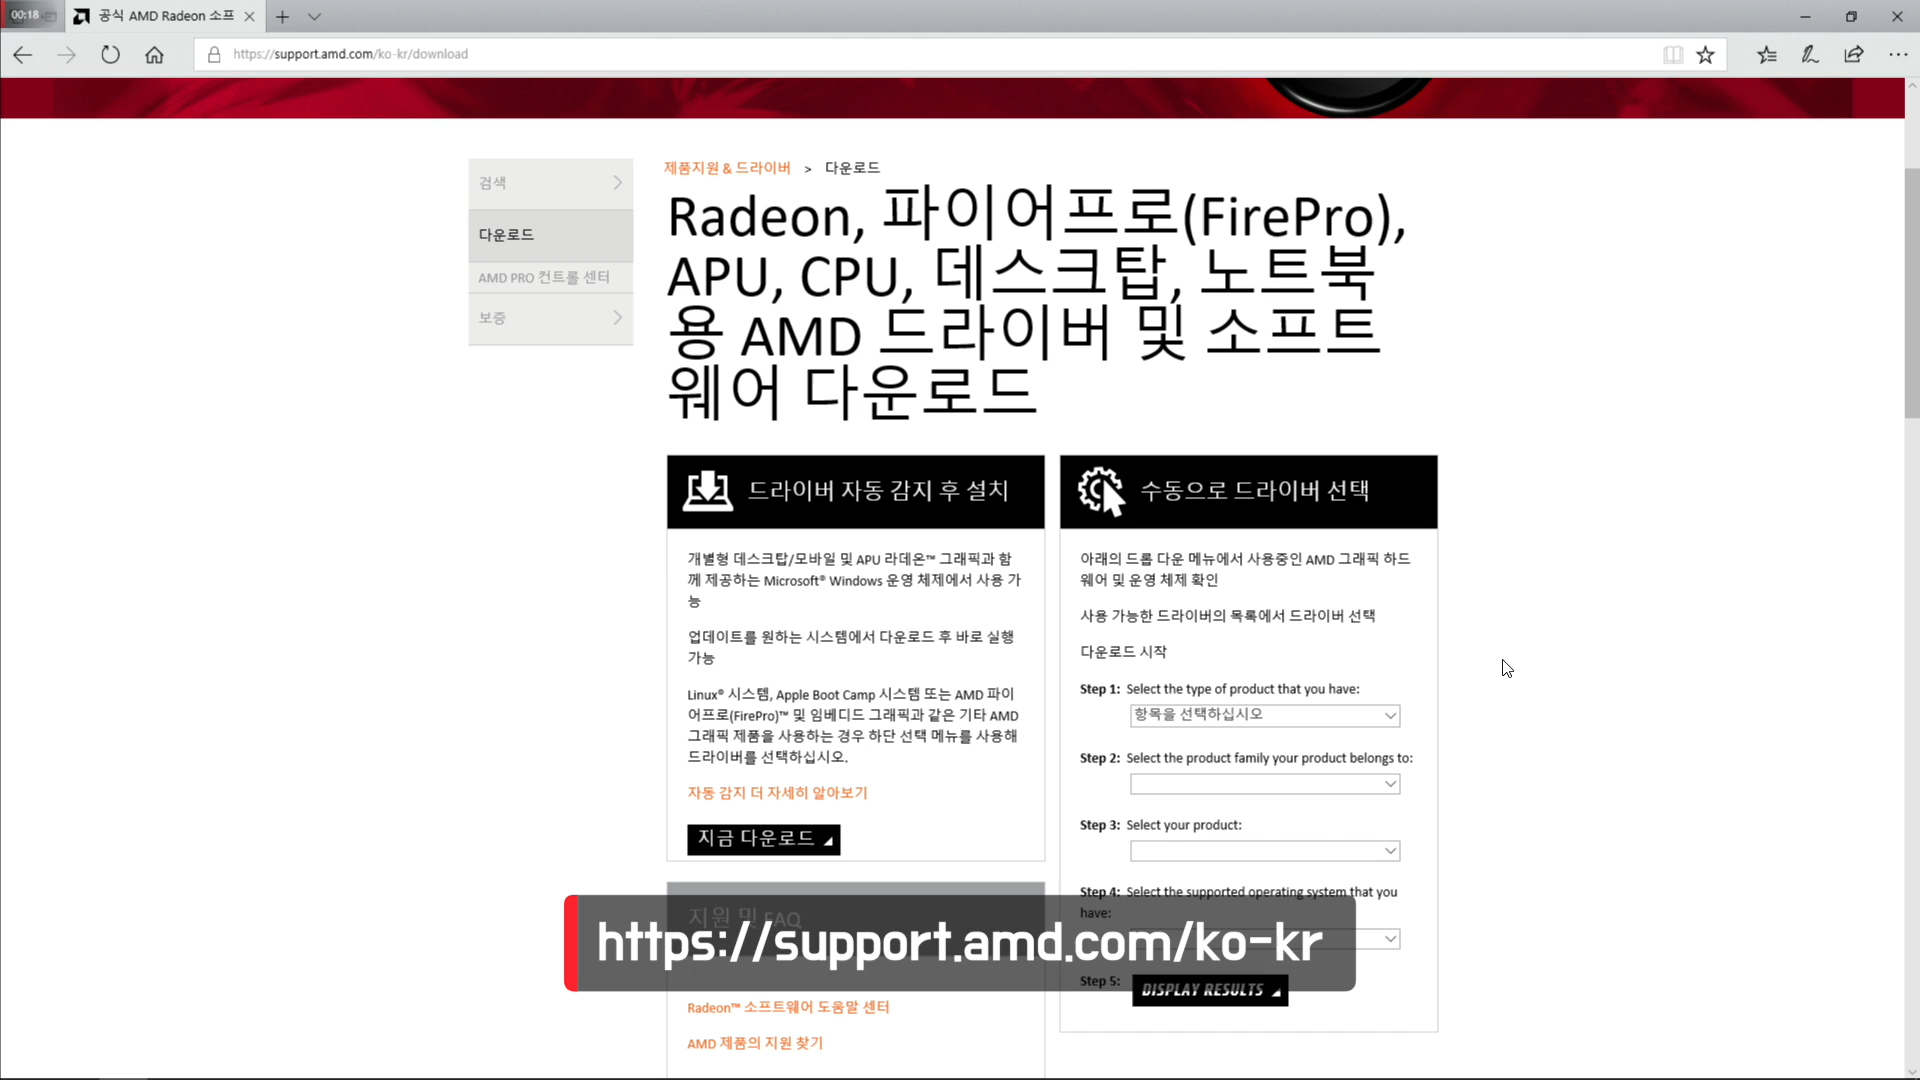 00:18
공식 AMD Radeon 소프
https://support.amd.com/ko-kr/download
검색
다운로드
AMD PRO 컨트롤 센터
보증
제품지원 & 드라이버 > 다운로드
Radeon, 파이어프로(FirePro),
APU, CPU, 데스크탑, 노트북
용 AMD 드라이버 및 소프트
웨어 다운로드
드라이버 자동 감지 후 설치
개별형 데스크탑/모바일 및 APU 라데온™ 그래픽과 함
께 제공하는 Microsoft® Windows 운영 체제에서 사용 가
능
업데이트를 원하는 시스템에서 다운로드 후 바로 실행
가능
Linux® 시스템, Apple Boot Camp 시스템 또는 AMD 파이
어프로(FirePro)™ 및 임베디드 그래픽과 같은 기타 AMD
그래픽 제품을 사용하는 경우 하단 선택 메뉴를 사용해
드라이버를 선택하십시오.
자동 감지 더 자세히 알아보기
지금 다운로드
지원 및 FAQ
Radeon™ 소프트웨어 도움말 센터
AMD 제품의 지원 찾기
수동으로 드라이버 선택
아래의 드롭 다운 메뉴에서 사용중인 AMD 그래픽 하드
웨어 및 운영 체제 확인
사용 가능한 드라이버의 목록에서 드라이버 선택
다운로드 시작
Step 1: Select the type of product that you have:
항목을 선택하십시오
Step 2: Select the product family your product belongs to:
Step 3: Select your product:
Step 4: Select the supported operating system that you
have:
Step 5: DISPLAY RESULTS
https://support.amd.com/ko-kr